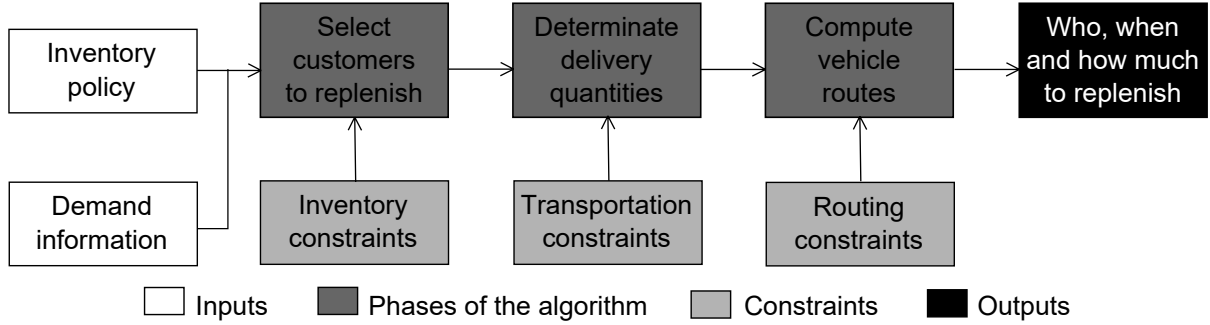 Inventory
policy
Select
customers
to replenish
Determinate
delivery
quantities
Compute
vehicle
routes
Who, when
and how much
to replenish
Demand
information
Inventory
constraints
Transportation
constraints
Routing
constraints
Inputs
Phases of the algorithm
Constraints
Outputs